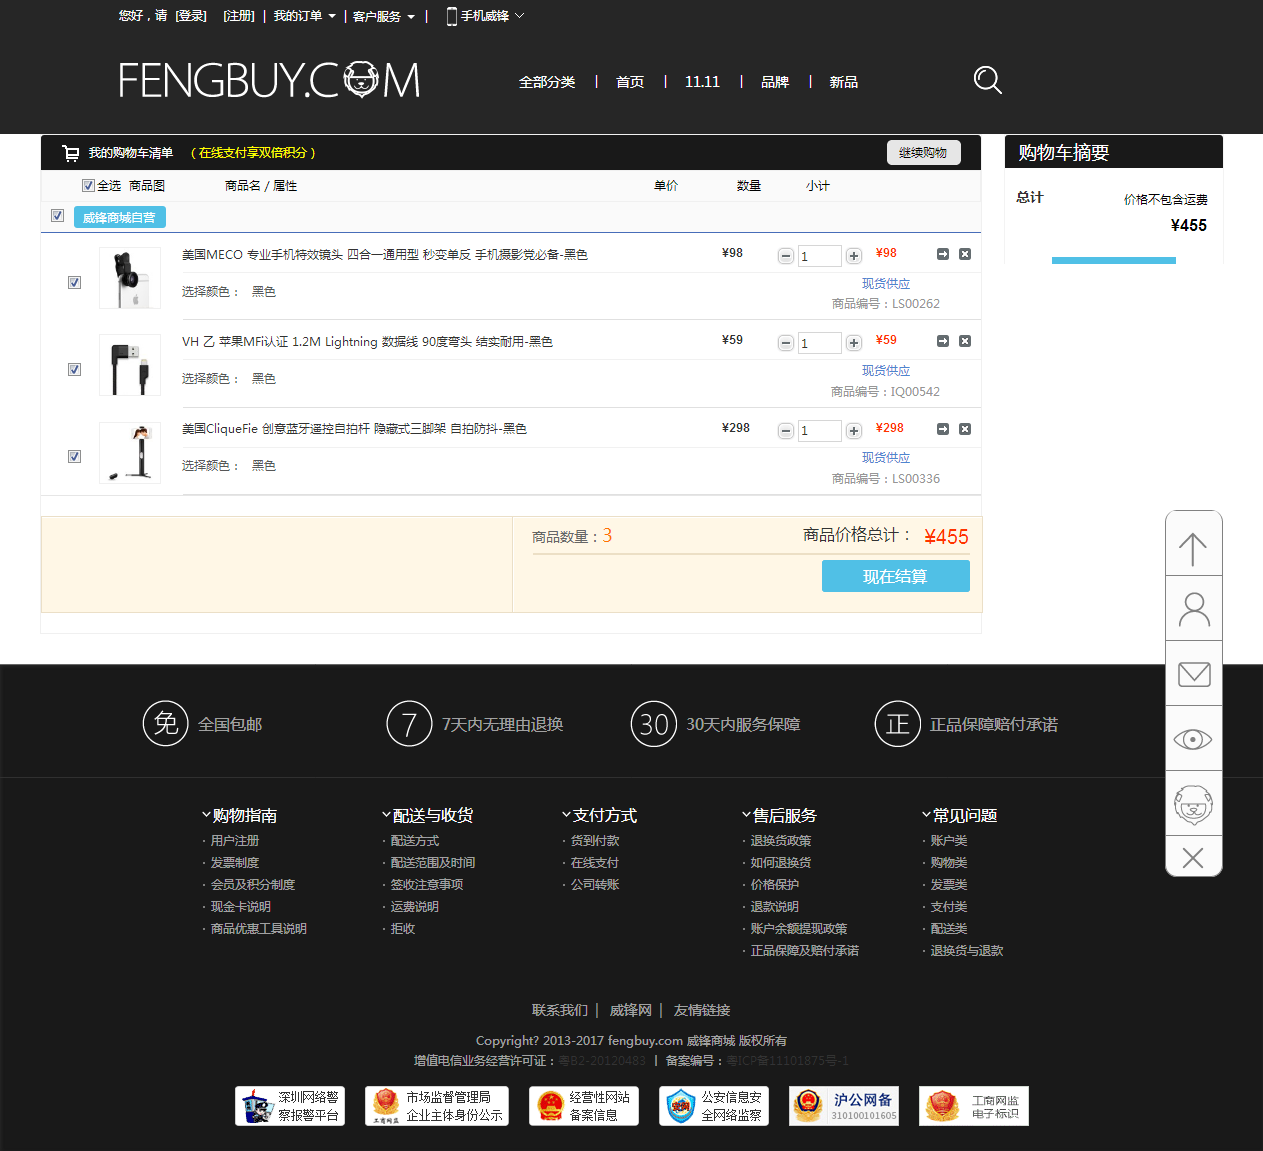 您好，请 [登录] [注册] | 我的订单 | 客户服务 | 手机威锋
FENGBUY.COM
全部分类 | 首页 | 11.11 | 品牌 | 新品
我的购物车清单 （在线支付享双倍积分） 继续购物
购物车摘要
全选 商品图 商品名 / 属性 单价 数量 小计
总计 价格不包含运费
¥455
威锋商城自营
美国MECO 专业手机特效镜头 四合一通用型 秒变单反 手机摄影党必备-黑色 ¥98 1 ¥98
选择颜色： 黑色 现货供应
商品编号：LS00262
VH 乙 苹果MFi认证 1.2M Lightning 数据线 90度弯头 结实耐用-黑色 ¥59 1 ¥59
选择颜色： 黑色 现货供应
商品编号：IQ00542
美国CliqueFie 创意蓝牙遥控自拍杆 隐藏式三脚架 自拍防抖-黑色 ¥298 1 ¥298
选择颜色： 黑色 现货供应
商品编号：LS00336
商品数量：3 商品价格总计： ¥455
现在结算
免 全国包邮 7 7天内无理由退换 30 30天内服务保障 正 正品保障赔付承诺
购物指南
· 用户注册
· 发票制度
· 会员及积分制度
· 现金卡说明
· 商品优惠工具说明
配送与收货
· 配送方式
· 配送范围及时间
· 签收注意事项
· 运费说明
· 拒收
支付方式
· 货到付款
· 在线支付
· 公司转账
售后服务
· 退换货政策
· 如何退换货
· 价格保护
· 退款说明
· 账户余额提现政策
· 正品保障及赔付承诺
常见问题
· 账户类
· 购物类
· 发票类
· 支付类
· 配送类
· 退换货与退款
联系我们 | 威锋网 | 友情链接
Copyright? 2013-2017 fengbuy.com 威锋商城 版权所有
增值电信业务经营许可证：粤B2-20120483 | 备案编号：粤ICP备11101875号-1
深圳网络警
察报警平台
市场监督管理局
企业主体身份公示
工商网监
经营性网站
备案信息
公安信息安
全网络监察
沪公网备
310100101605
工商网监
电子标识